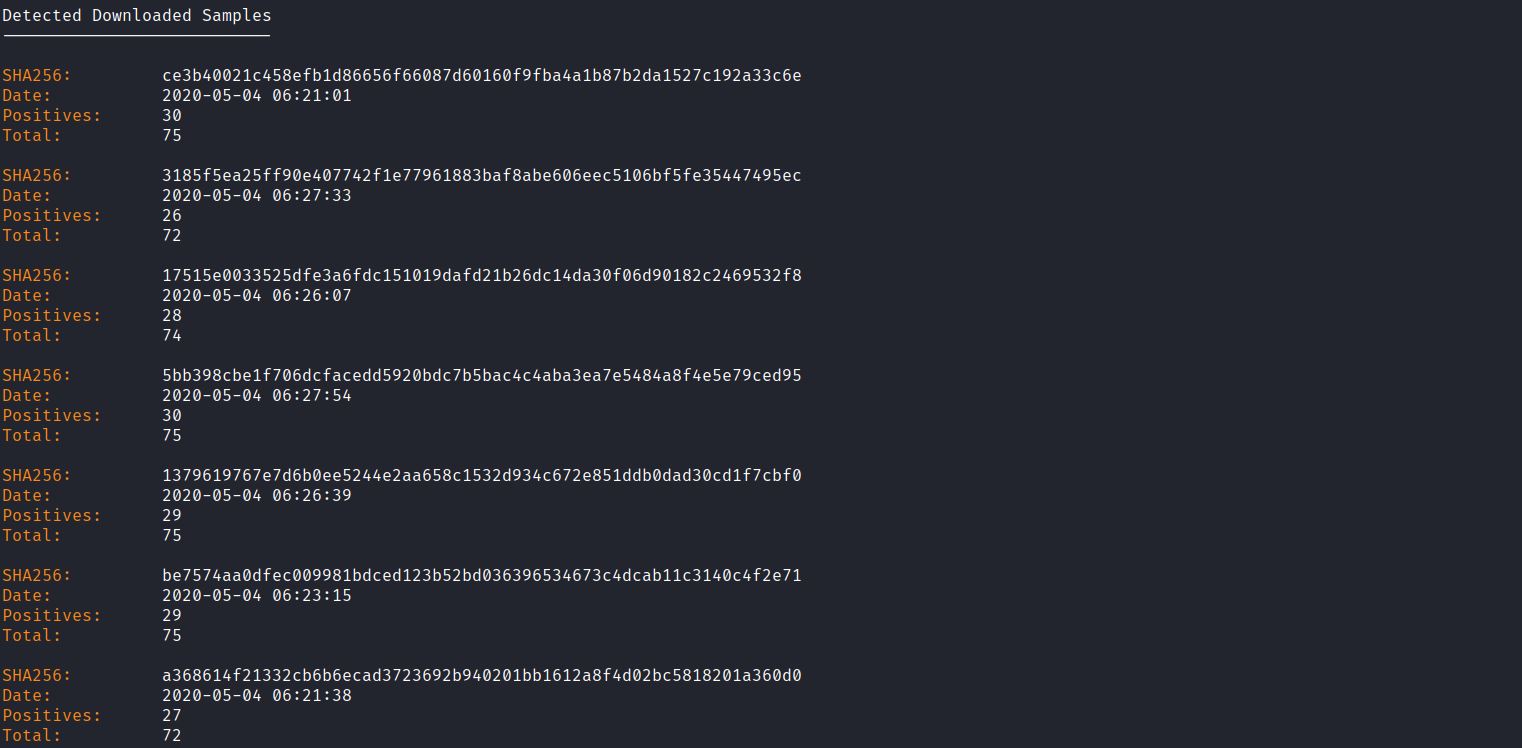 Detected Downloaded Samples
SHA256: ce3b40021c458efb1d86656f66087d60160f9fba4a1b87b2da1527c192a33c6e
Date: 2020-05-04 06:21:01
Positives: 30
Total: 75
SHA256: 3185f5ea25ff90e407742f1e77961883baf8abe606eec5106bf5fe35447495ec
Date: 2020-05-04 06:27:33
Positives: 26
Total: 72
SHA256: 17515e0033525dfe3a6fdc151019dafd21b26dc14da30f06d90182c2469532f8
Date: 2020-05-04 06:26:07
Positives: 28
Total: 74
SHA256: 5bb398cbe1f706dcfacedd5920bdc7b5bac4c4aba3ea7e5484a8f4e5e79ced95
Date: 2020-05-04 06:27:54
Positives: 30
Total: 75
SHA256: 1379619767e7d6b0ee5244e2aa658c1532d934c672e851ddb0dad30cd1f7cbf0
Date: 2020-05-04 06:26:39
Positives: 29
Total: 75
SHA256: be7574aa0dfec009981bdced123b52bd036396534673c4dcab11c3140c4f2e71
Date: 2020-05-04 06:23:15
Positives: 29
Total: 75
SHA256: a368614f21332cb6b6ecad3723692b940201bb1612a8f4d02bc5818201a360d0
Date: 2020-05-04 06:21:38
Positives: 27
Total: 72